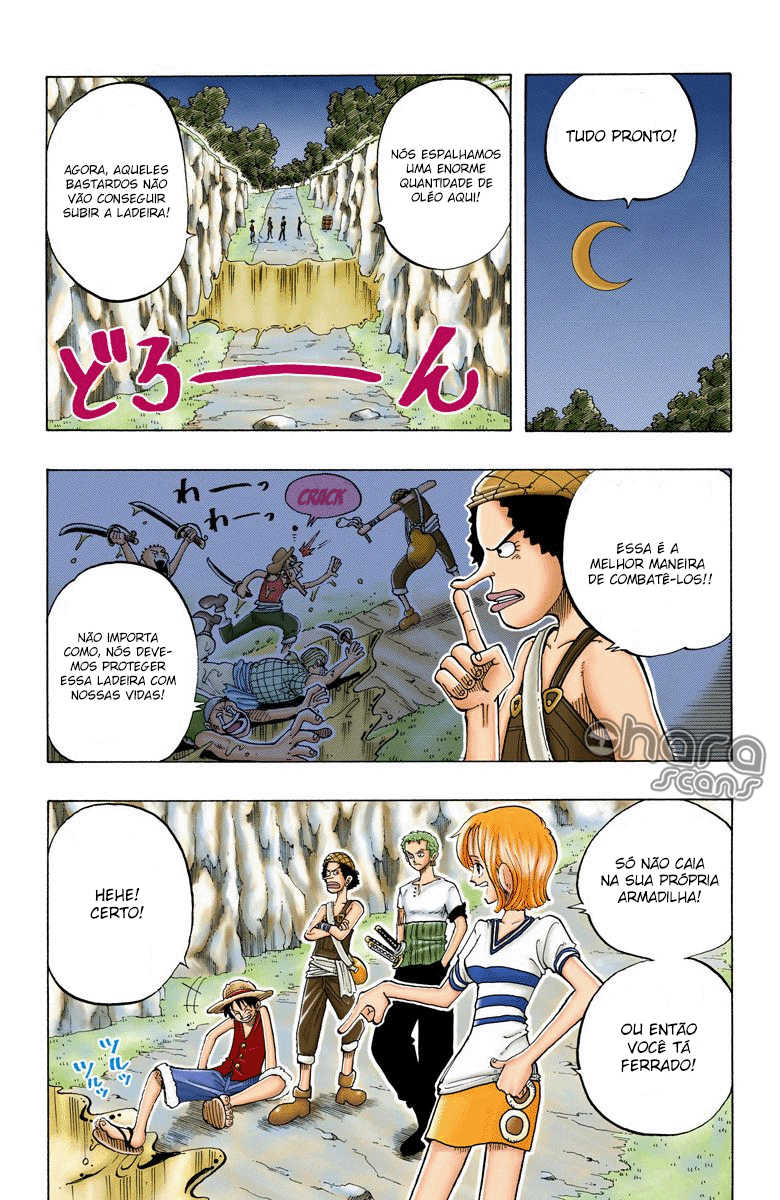 TUDO PRONTO!
NÓS ESPALHAMOS
UMA ENORME
QUANTIDADE DE
OLÉO AQUI!
AGORA, AQUELES
BASTARDOS NÃO
VÃO CONSEGUIR
SUBIR A LADEIRA!
どろーーん
ESSA É A
MELHOR MANEIRA
DE COMBATÊ-LOS!!
CRACK
わーっ
わーっ
NÃO IMPORTA
COMO, NÓS DEVE-
MOS PROTEGER
ESSA LADEIRA COM
NOSSAS VIDAS!
ohara
scans
SÓ NÃO CAIA
NA SUA PRÓPRIA
ARMADILHA!
OU ENTÃO
VOCÊ TÁ
FERRADO!
HEHE!
CERTO!
ツルッ
ツルッ